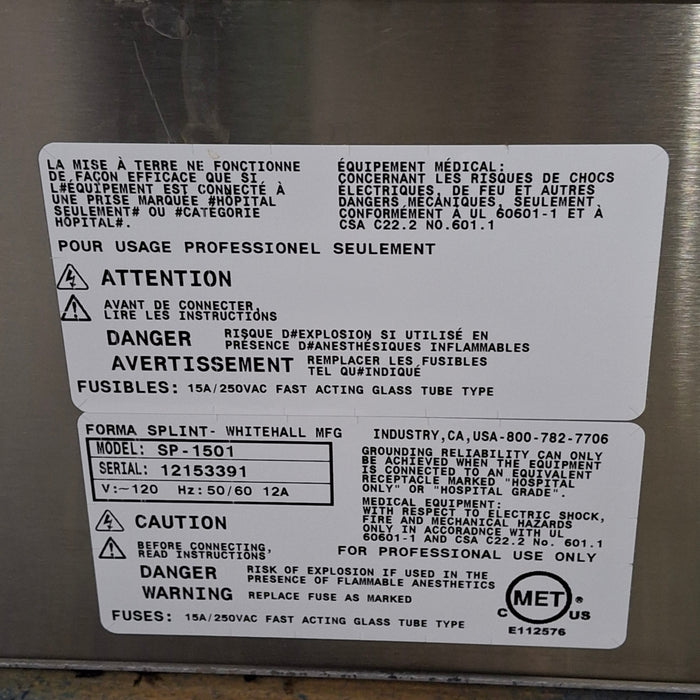 LA MISE À TERRE NE FONCTIONNE
DE FAÇON EFFICACE QUE SI
L#ÉQUIPEMENT EST CONNECTÉ À
UNE PRISE MARQUÉE #HÔPITAL
SEULEMENT# OU #CATÉGORIE
HÔPITAL#.
ÉQUIPEMENT MÉDICAL:
CONCERNANT LES RISQUES DE CHOCS
ÉLECTRIQUES, DE FEU ET AUTRES
DANGERS MÉCANIQUES, SEULEMENT
CONFORMÉMENT À UL 60601-1 ET À
CSA C22.2 NO.601.1
POUR USAGE PROFESSIONEL SEULEMENT
ATTENTION
AVANT DE CONNECTER,
LIRE LES INSTRUCTIONS
DANGER RISQUE D#EXPLOSION SI UTILISÉ EN
PRÉSENCE D#ANESTHÉSIQUES INFLAMMABLES
AVERTISSEMENT REMPLACER LES FUSIBLES
TEL QU#INDIQUÉ
FUSIBLES: 15A/250VAC FAST ACTING GLASS TUBE TYPE
FORMA SPLINT- WHITEHALL MFG INDUSTRY,CA,USA-800-782-7706
MODEL: SP-1501
SERIAL: 12153391
V:~120 Hz:50/60 12A
GROUNDING RELIABILITY CAN ONLY
BE ACHIEVED WHEN THE EQUIPMENT
IS CONNECTED TO AN EQUIVALENT
RECEPTACLE MARKED "HOSPITAL
ONLY" OR "HOSPITAL GRADE".
MEDICAL EQUIPMENT:
WITH RESPECT TO ELECTRIC SHOCK,
FIRE AND MECHANICAL HAZARDS
ONLY IN ACCORADNCE WITH UL
60601-1 AND CSA C22.2 No. 601.1
CAUTION
BEFORE CONNECTING,
READ INSTRUCTIONS
FOR PROFESSIONAL USE ONLY
DANGER RISK OF EXPLOSION IF USED IN THE
PRESENCE OF FLAMMABLE ANESTHETICS
WARNING REPLACE FUSE AS MARKED
FUSES: 15A/250VAC FAST ACTING GLASS TUBE TYPE
C MET ® US
E112576